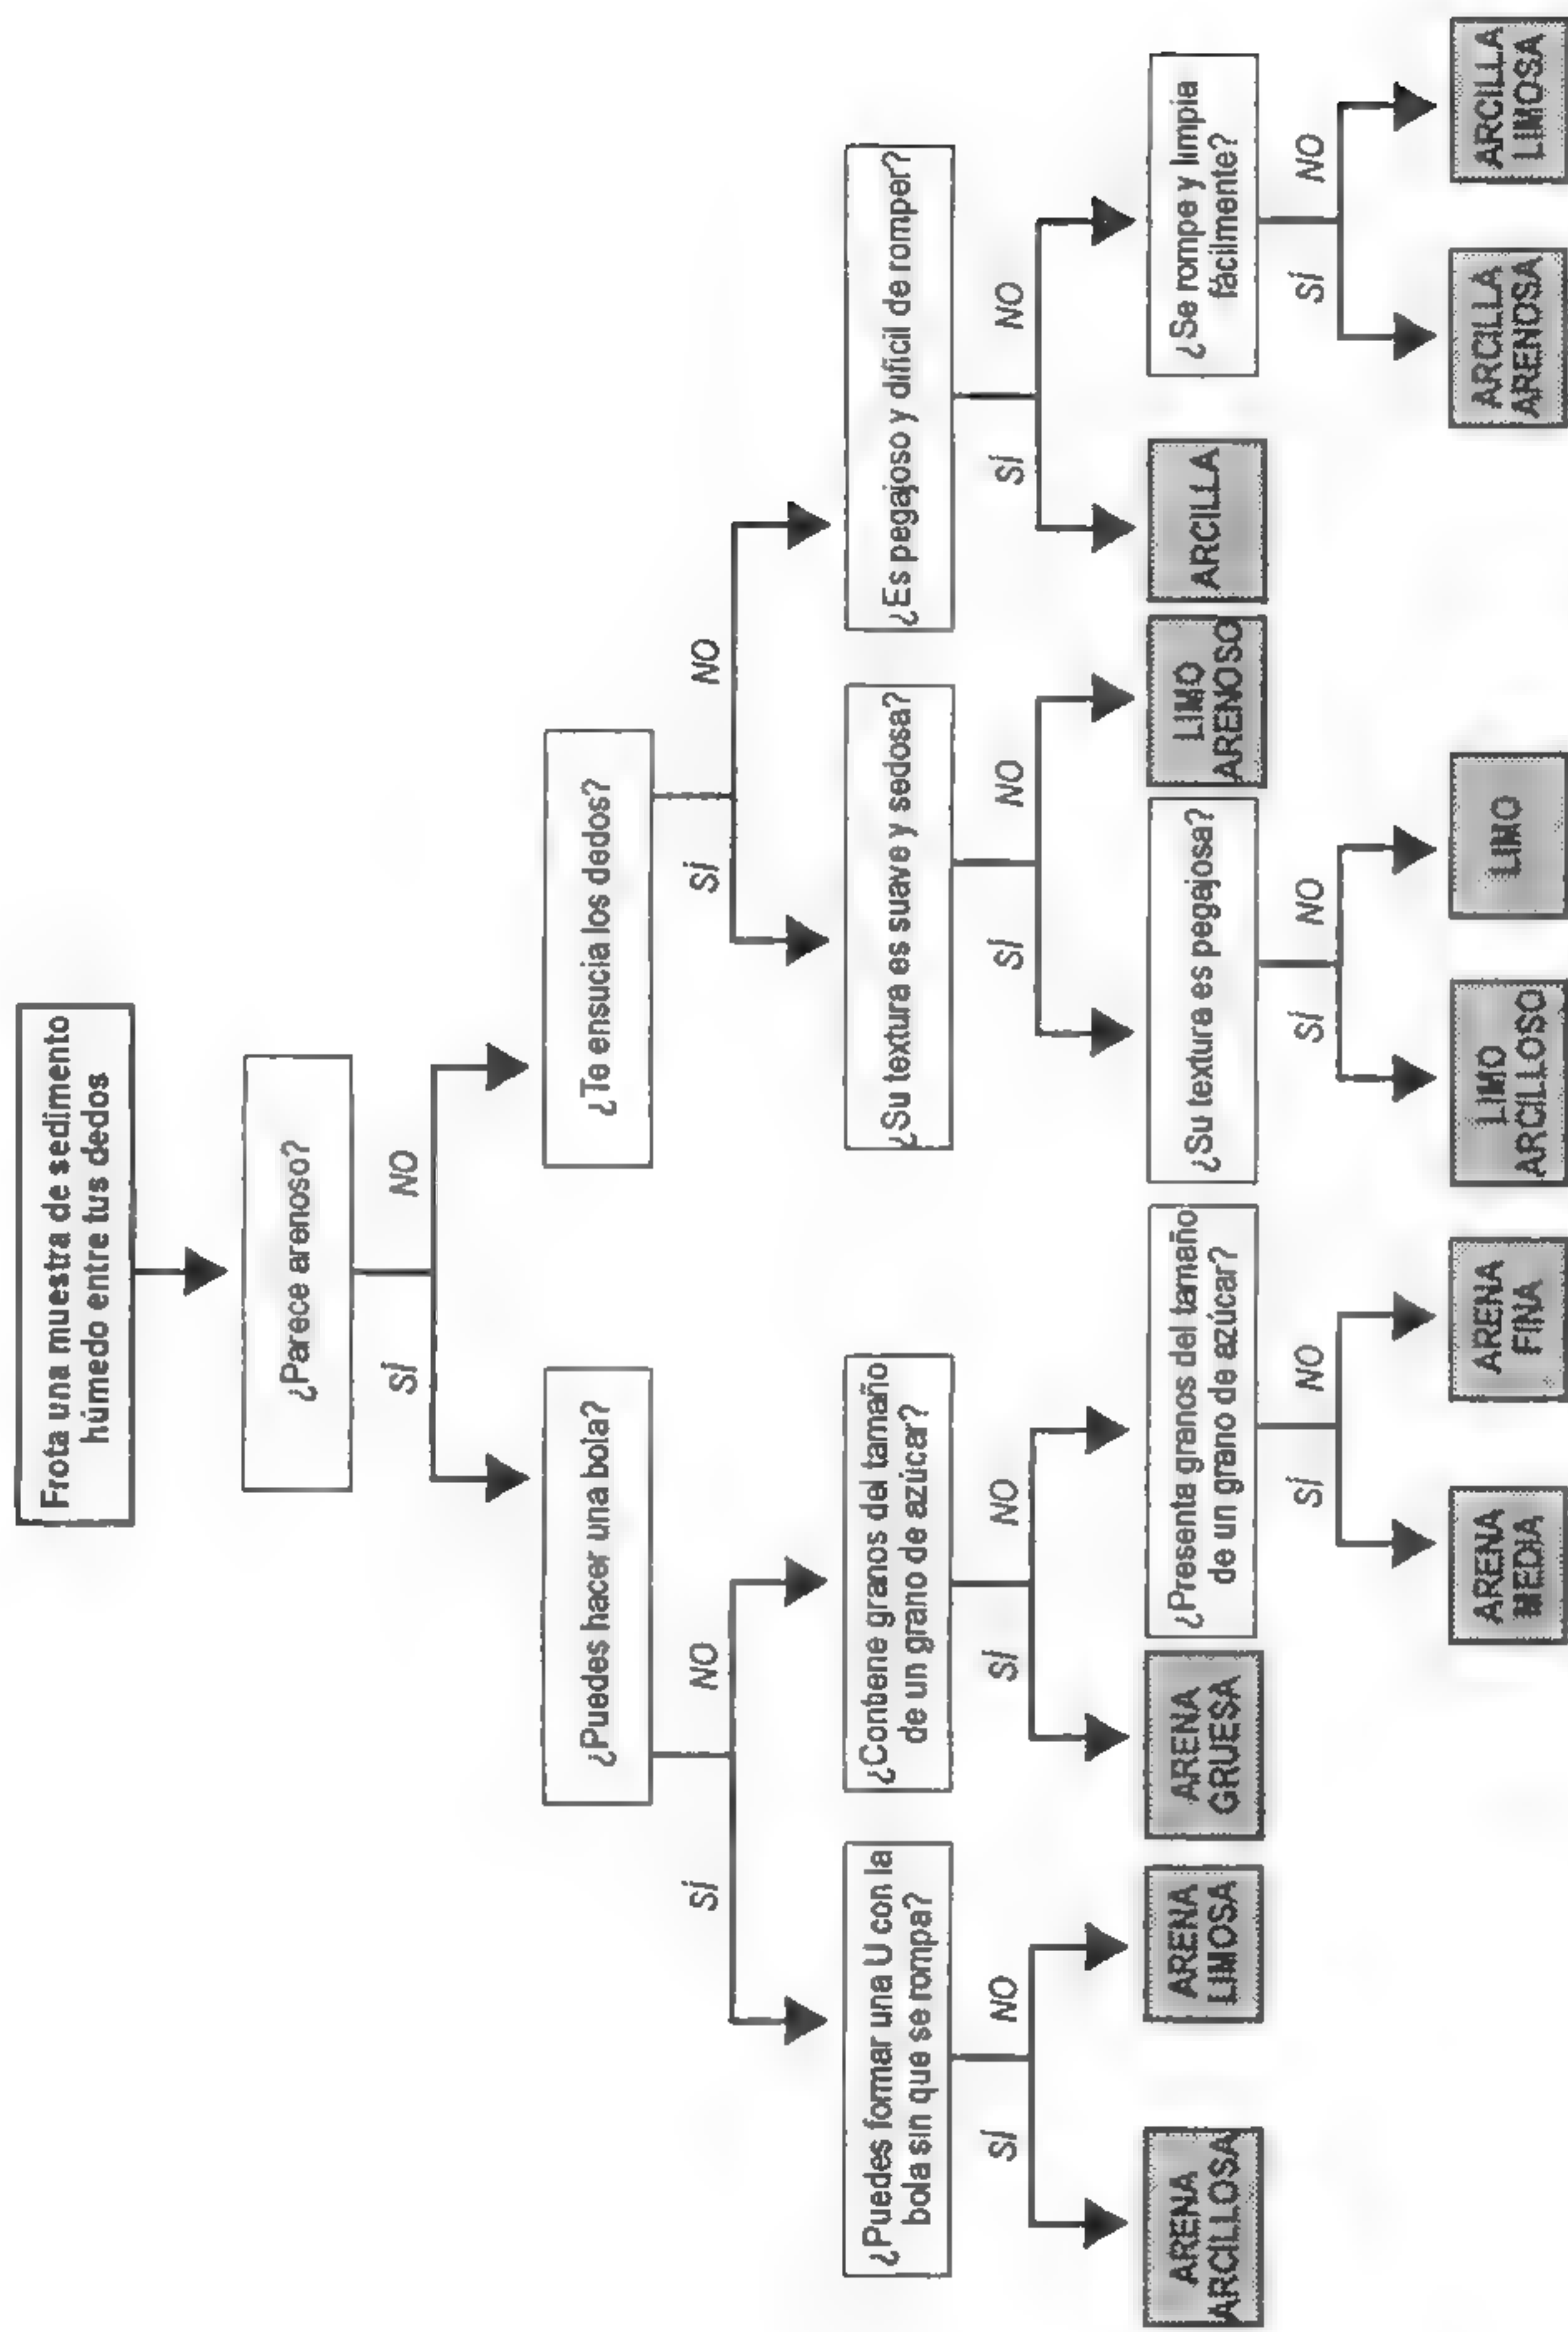 Frota una muestra de sedimento
húmedo entre tus dedos
¿Parece arenoso?
SÍ
NO
¿Puedes hacer una bola?
¿Te ensucia los dedos?
SÍ
NO
SÍ
NO
¿Puedes formar una U con la
bola sin que se rompa?
¿Contiene granos del tamaño
de un grano de azúcar?
¿Su textura es suave y sedosa?
¿Es pegajoso y difícil de romper?
SÍ
NO
SÍ
NO
SÍ
NO
SÍ
NO
ARENA
ARCILLOSA
ARENA
LIMOSA
ARENA
GRUESA
¿Presente granos del tamaño
de un grano de azúcar?
¿Su textura es pegajosa?
LIMO
ARENOSO
ARCILLA
¿Se rompe y limpia
fácilmente?
SÍ
NO
SÍ
NO
SÍ
NO
ARENA
MEDIA
ARENA
FINA
LIMO
ARCILLOSO
LIMO
ARCILLA
ARENOSA
ARCILLA
LIMOSA